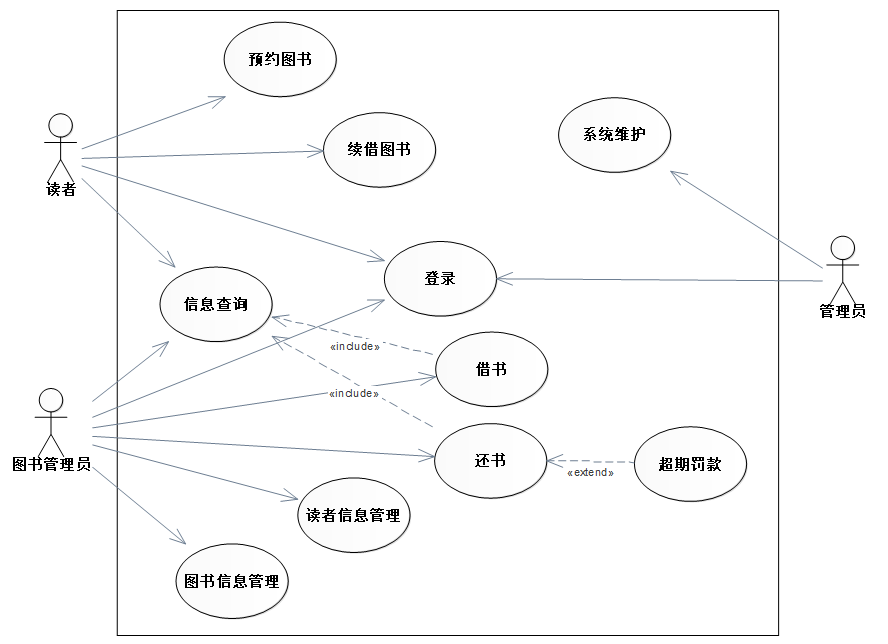 预约图书
系统维护
续借图书
读者
登录
信息查询
管理员
«include»
借书
«include»
图书管理员
还书
超期罚款
«extend»
读者信息管理
图书信息管理